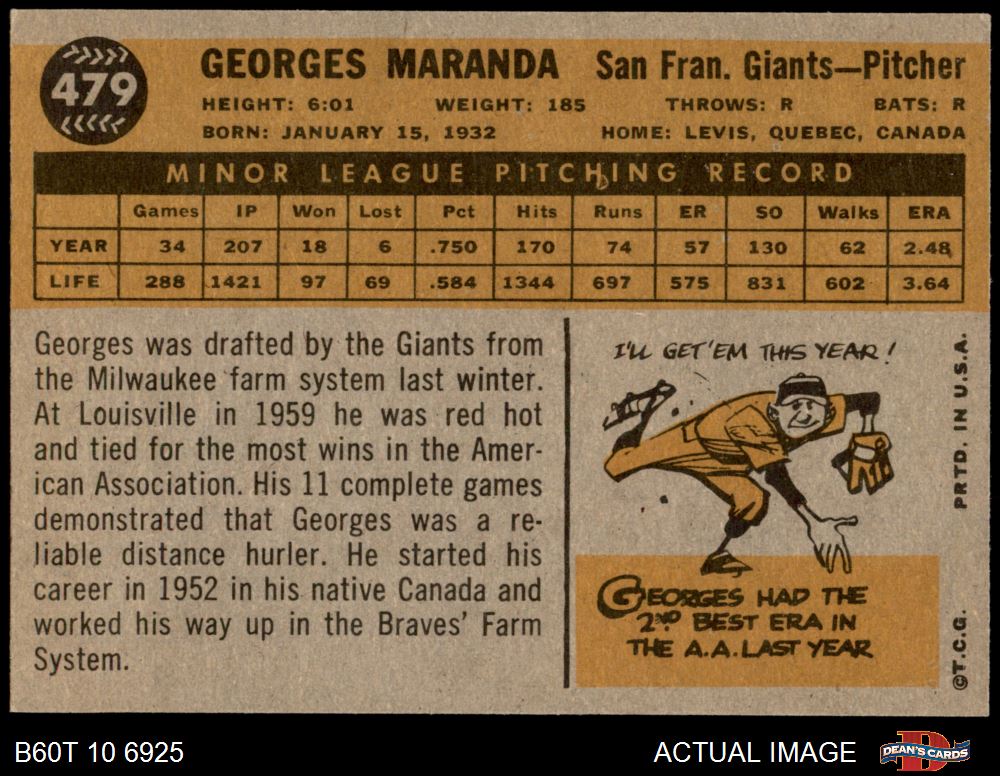 479
GEORGES MARANDA San Fran. Giants—Pitcher
HEIGHT: 6:01 WEIGHT: 185 THROWS: R BATS: R
BORN: JANUARY 15, 1932 HOME: LEVIS, QUEBEC, CANADA
MINOR LEAGUE PITCHING RECORD
Games IP Won Lost Pct Hits Runs ER SO Walks ERA
YEAR 34 207 18 6 .750 170 74 57 130 62 2.48
LIFE 288 1421 97 69 .584 1344 697 575 831 602 3.64
Georges was drafted by the Giants from
the Milwaukee farm system last winter.
At Louisville in 1959 he was red hot
and tied for the most wins in the Amer-
ican Association. His 11 complete games
demonstrated that Georges was a re-
liable distance hurler. He started his
career in 1952 in his native Canada and
worked his way up in the Braves' Farm
System.
I'LL GET 'EM THIS YEAR!
GEORGES HAD THE
2ND BEST ERA IN
THE A.A. LAST YEAR
©T.C.G. PRTD. IN U.S.A.
B60T 10 6925 ACTUAL IMAGE DEAN'S CARDS